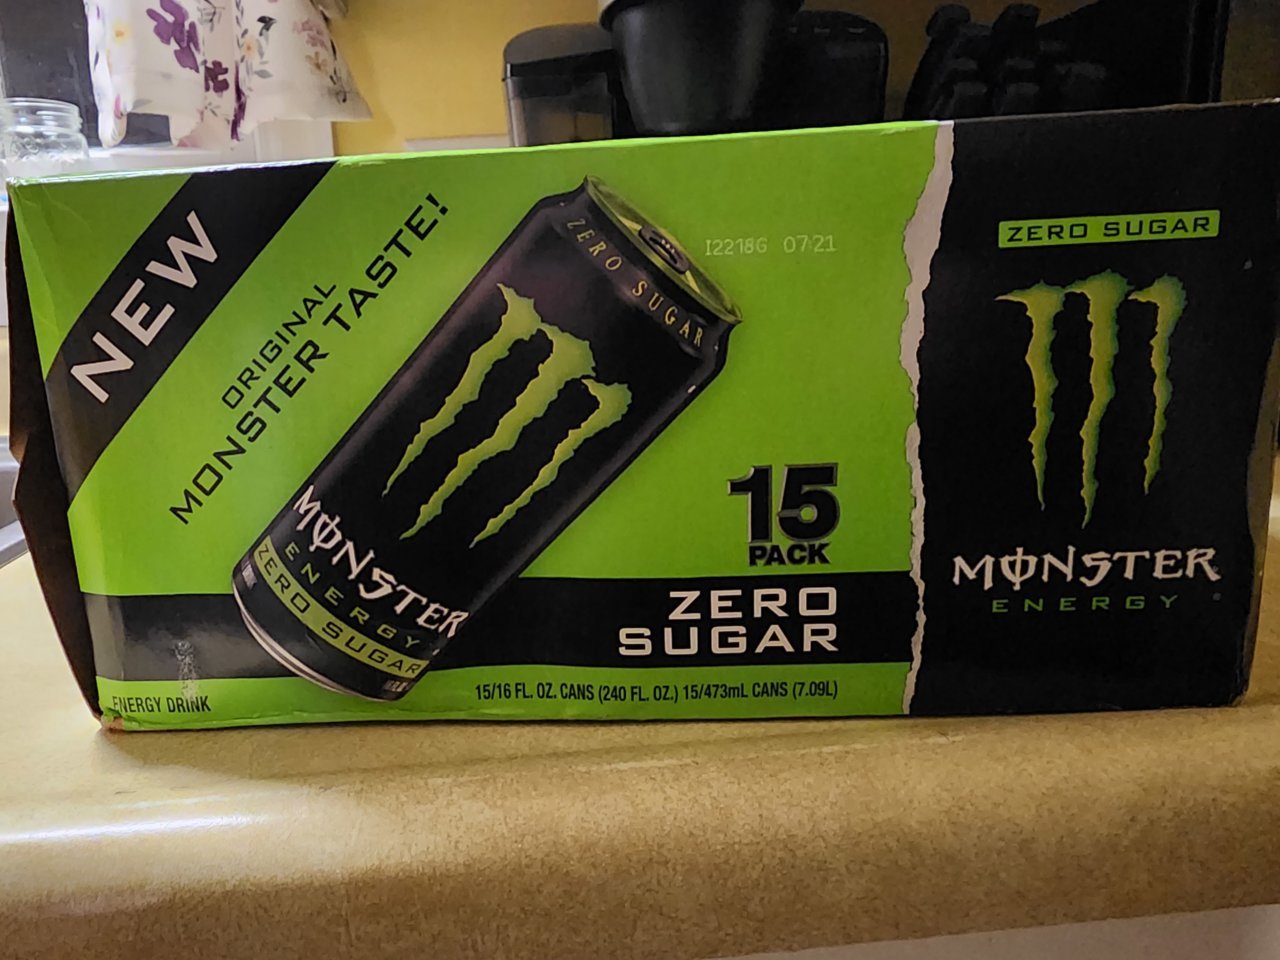 NEW
ORIGINAL
MONSTER TASTE!
ZERO SUGAR
MONSTER
ENERGY
ZERO SUGAR
I2218G 07:21
15
PACK
ZERO
SUGAR
ENERGY DRINK
15/16 FL. OZ. CANS (240 FL. OZ.) 15/473mL CANS (7.09L)
ZERO SUGAR
MONSTER
ENERGY